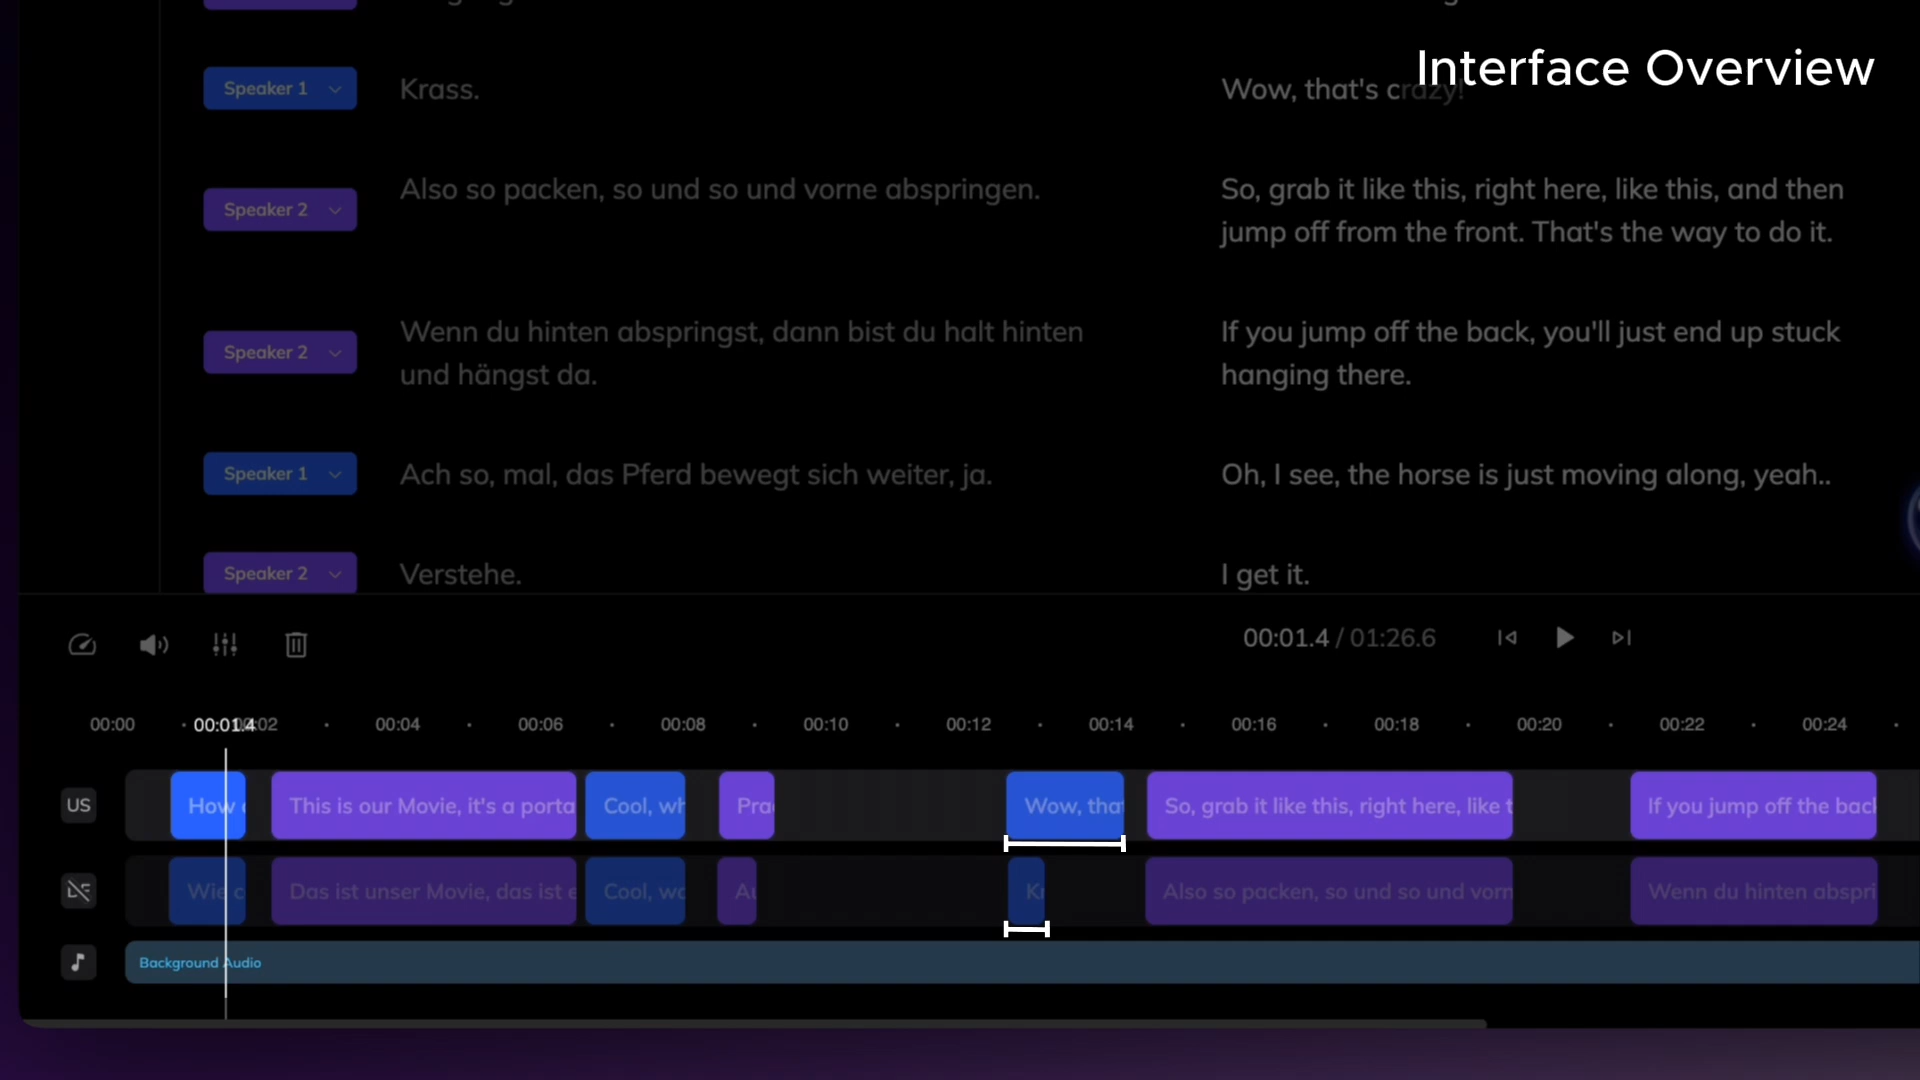 Interface Overview
Speaker 1
Krass.
Wow, that's crazy!
Speaker 2
Also so packen, so und so und vorne abspringen.
So, grab it like this, right here, like this, and then
jump off from the front. That's the way to do it.
Speaker 2
Wenn du hinten abspringst, dann bist du halt hinten
und hängst da.
If you jump off the back, you'll just end up stuck
hanging there.
Speaker 1
Ach so, mal, das Pferd bewegt sich weiter, ja.
Oh, I see, the horse is just moving along, yeah..
Speaker 2
Verstehe.
I get it.
00:01.4 / 01:26.6
00:00 00:01.4 00:04 00:06 00:08 00:10 00:12 00:14 00:16 00:18 00:20 00:22 00:24
US
How
This is our Movie, it's a porta
Cool, wh
Pra
Wow, that
So, grab it like this, right here, like t
If you jump off the back
Wie
Das ist unser Movie, das ist e
Cool, wo
Also so packen, so und so und vorn
Wenn du hinten abspri
Background Audio